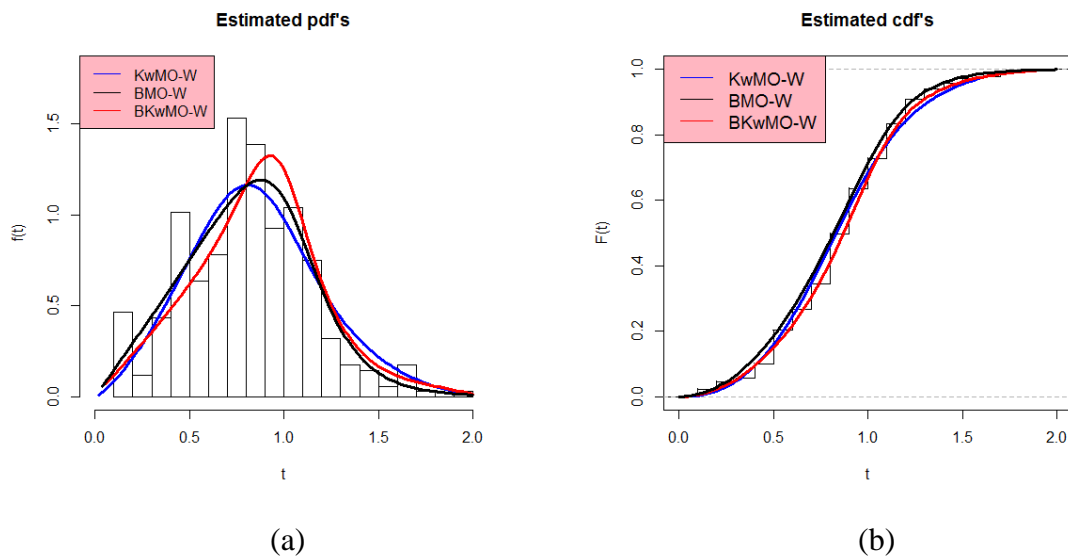 Estimated pdf's
KwMO-W
BMO-W
BKwMO-W
f(t)
1.5
1.0
0.5
0.0
0.0 0.5 1.0 1.5 2.0
t
(a)
Estimated cdf's
KwMO-W
BMO-W
BKwMO-W
F(t)
1.0
0.8
0.6
0.4
0.2
0.0
0.0 0.5 1.0 1.5 2.0
t
(b)